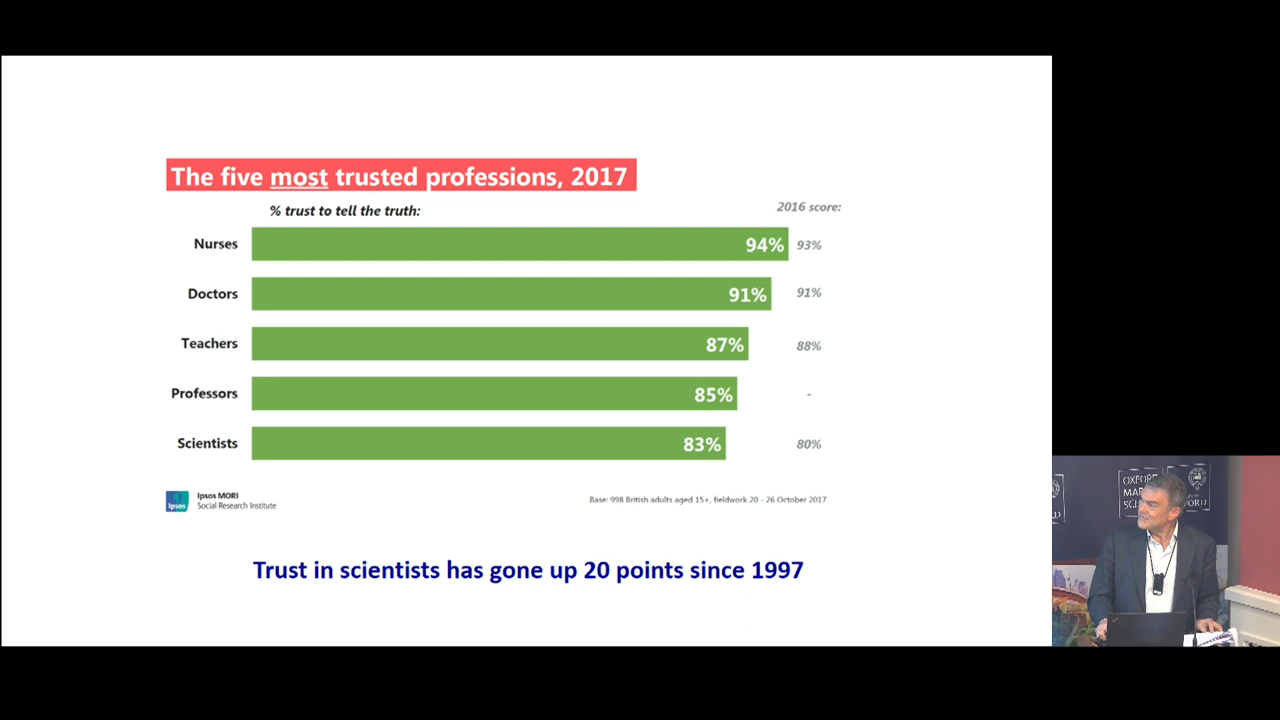 The five most trusted professions, 2017
% trust to tell the truth:
2016 score:
Nurses 94% 93%
Doctors 91% 91%
Teachers 87% 88%
Professors 85% -
Scientists 83% 80%
Ipsos MORI
Social Research Institute
Ipsos
Base: 998 British adults aged 15+, fieldwork 20 - 26 October 2017
Trust in scientists has gone up 20 points since 1997
OXFORD